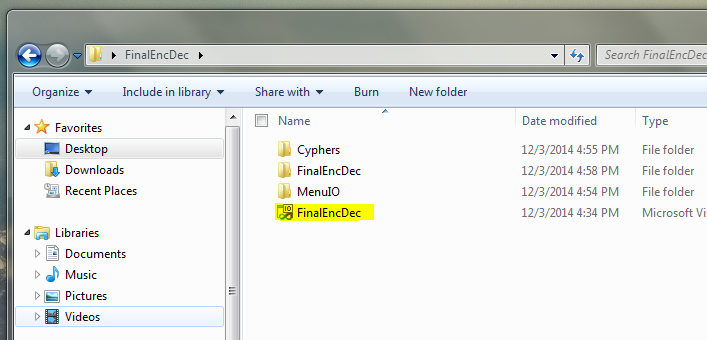 FinalEncDec
Search FinalEncDec
Organize Include in library Share with Burn New folder
Favorites
Desktop
Downloads
Recent Places
Libraries
Documents
Music
Pictures
Videos
Name Date modified Type
Cyphers 12/3/2014 4:55 PM File folder
FinalEncDec 12/3/2014 4:58 PM File folder
MenuIO 12/3/2014 4:54 PM File folder
FinalEncDec 12/3/2014 4:34 PM Microsoft Vis